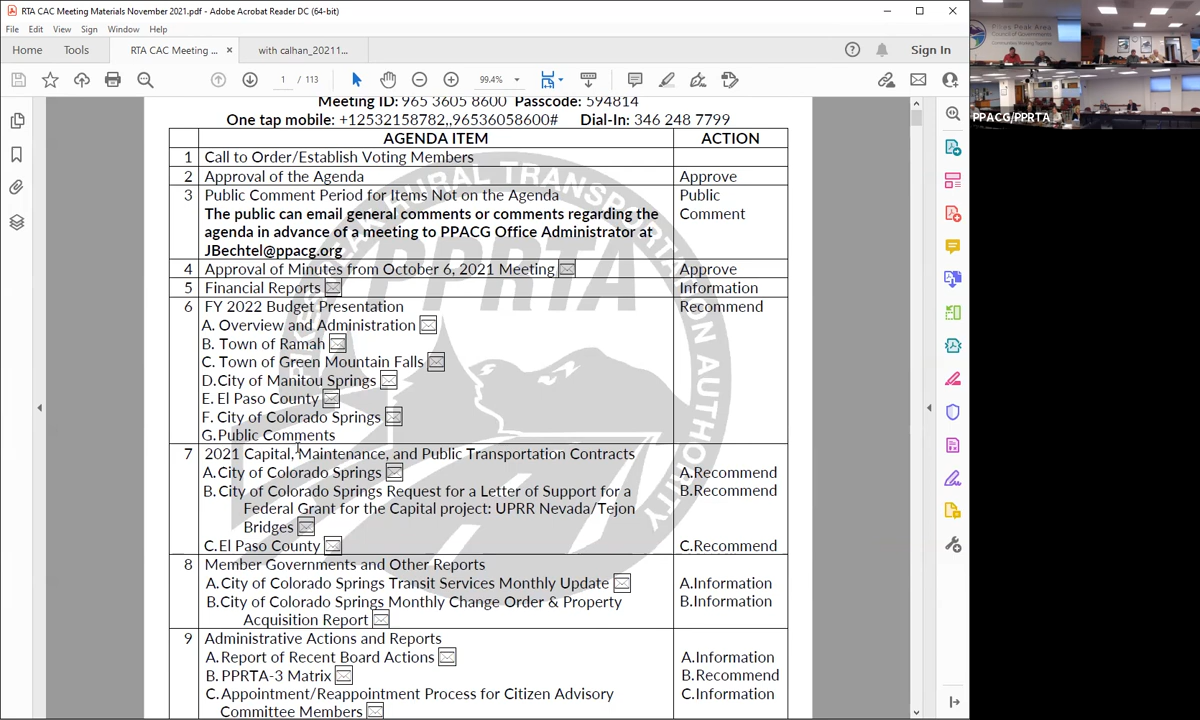 RTA CAC Meeting Materials November 2021.pdf - Adobe Acrobat Reader DC (64-bit)
File Edit View Sign Window Help
Home Tools RTA CAC Meeting ... × with calhan_20211... Sign In
1 / 113 99.4%
Meeting ID: 965 3605 8600 Passcode: 594814
One tap mobile: +12532158782,,96536058600# Dial-In: 346 248 7799
AGENDA ITEM ACTION
1 Call to Order/Establish Voting Members
2 Approval of the Agenda Approve
3 Public Comment Period for Items Not on the Agenda Public
The public can email general comments or comments regarding the Comment
agenda in advance of a meeting to PPACG Office Administrator at
JBechtel@ppacg.org
4 Approval of Minutes from October 6, 2021 Meeting Approve
5 Financial Reports Information
6 FY 2022 Budget Presentation Recommend
A. Overview and Administration
B. Town of Ramah
C. Town of Green Mountain Falls
D.City of Manitou Springs
E. El Paso County
F. City of Colorado Springs
G.Public Comments
7 2021 Capital, Maintenance, and Public Transportation Contracts
A.City of Colorado Springs A.Recommend
B.City of Colorado Springs Request for a Letter of Support for a B.Recommend
Federal Grant for the Capital project: UPRR Nevada/Tejon
Bridges
C.El Paso County C.Recommend
8 Member Governments and Other Reports
A.City of Colorado Springs Transit Services Monthly Update A.Information
B.City of Colorado Springs Monthly Change Order & Property B.Information
Acquisition Report
9 Administrative Actions and Reports
A.Report of Recent Board Actions A.Information
B. PPRTA-3 Matrix B.Recommend
C.Appointment/Reappointment Process for Citizen Advisory C.Information
Committee Members
PPRTA
RURAL TRANSPORTATION AUTHORITY
Pikes Peak Area
Council of Governments
PPACG/PPRTA